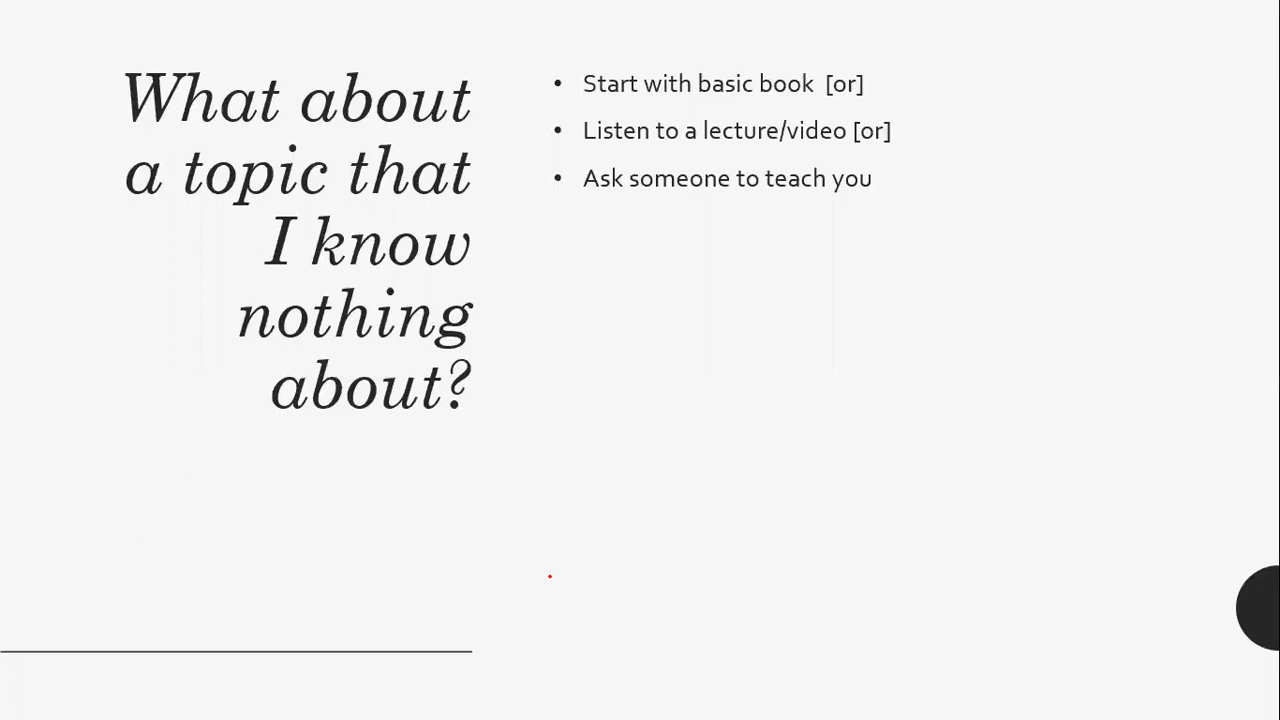 What about
a topic that
I know
nothing
about?
• Start with basic book [or]
• Listen to a lecture/video [or]
• Ask someone to teach you